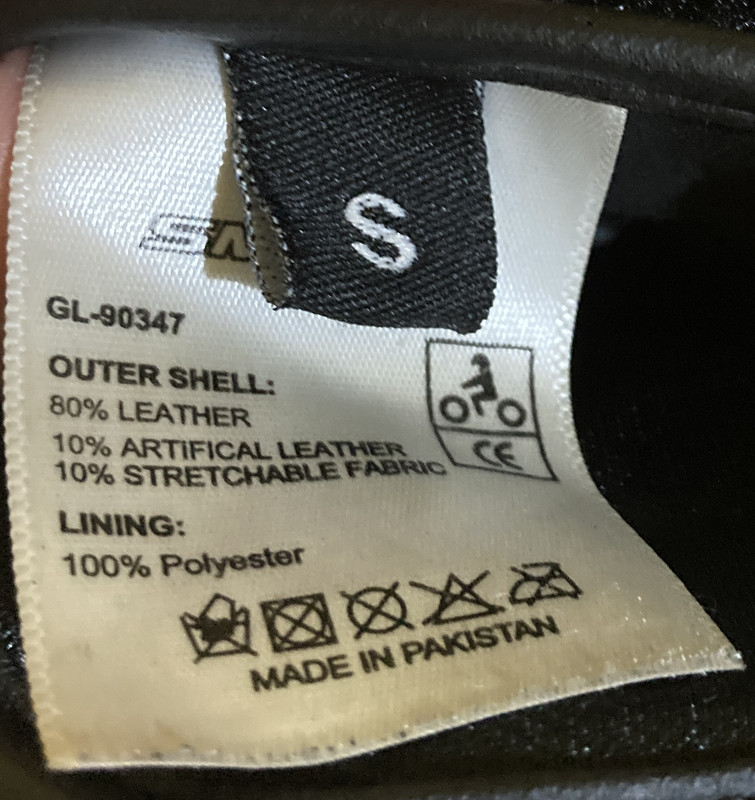 S
GL-90347
OUTER SHELL:
80% LEATHER
10% ARTIFICAL LEATHER
10% STRETCHABLE FABRIC
CE
LINING:
100% Polyester
MADE IN PAKISTAN